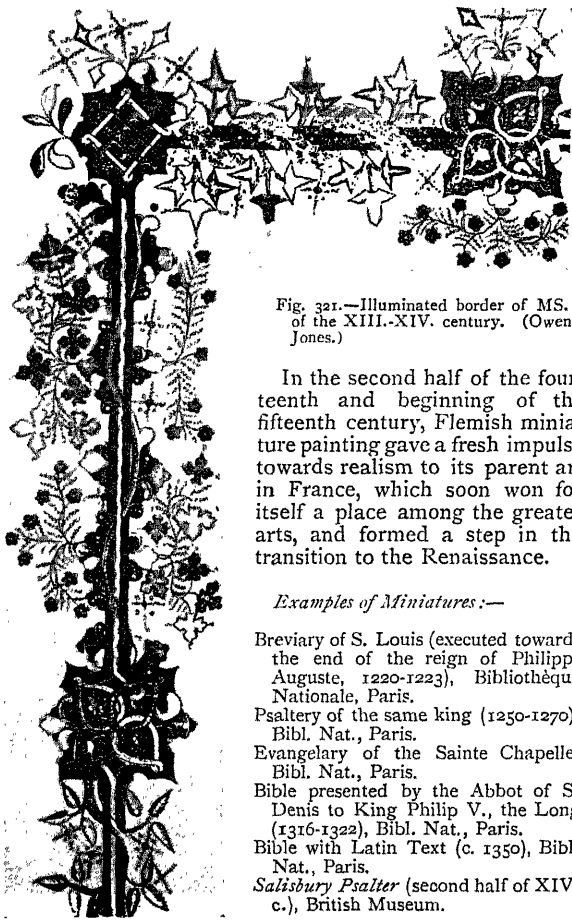 Fig. 321.—Illuminated border of MS.
of the XIII.-XIV. century. (Owen
Jones.)
In the second half of the four
teenth and beginning of th
fifteenth century, Flemish minia
ture painting gave a fresh impuls
towards realism to its parent ar
in France, which soon won fo
itself a place among the greate
arts, and formed a step in th
transition to the Renaissance.
Examples of Miniatures:—
Breviary of S. Louis (executed toward
the end of the reign of Philipp
Auguste, 1220-1223), Bibliothèqu
Nationale, Paris.
Psaltery of the same king (1250-1270)
Bibl. Nat., Paris.
Evangelary of the Sainte Chapelle
Bibl. Nat., Paris.
Bible presented by the Abbot of S
Denis to King Philip V., the Long
(1316-1322), Bibl. Nat., Paris.
Bible with Latin Text (c. 1350), Bibl
Nat., Paris.
Salisbury Psalter (second half of XIV
c.), British Museum.